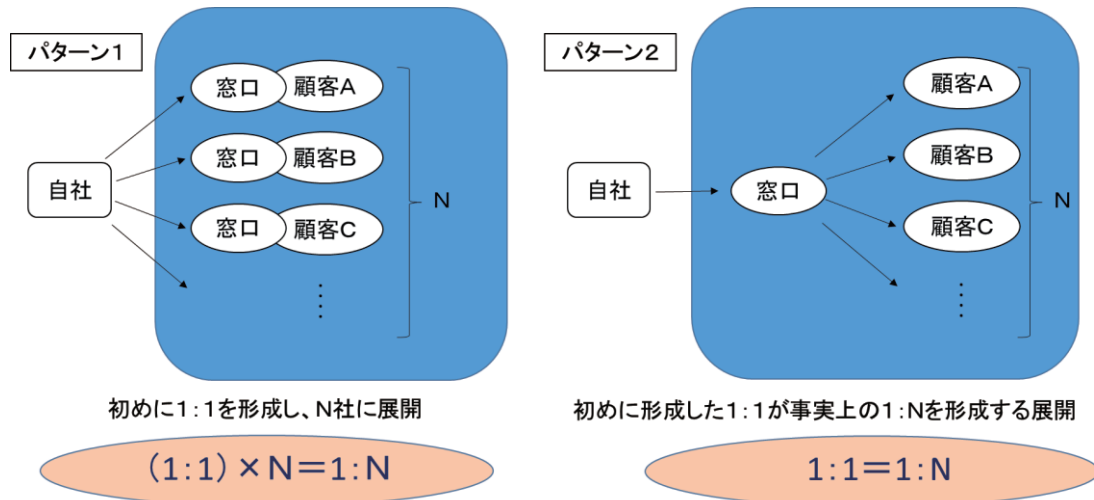 パターン1
窓口
顧客A
窓口
顧客B
自社
窓口
顧客C
N
⋮
初めに1:1を形成し、N社に展開
(1:1)×N=1:N
パターン2
顧客A
顧客B
自社
窓口
顧客C
N
⋮
初めに形成した1:1が事実上の1:Nを形成する展開
1:1=1:N